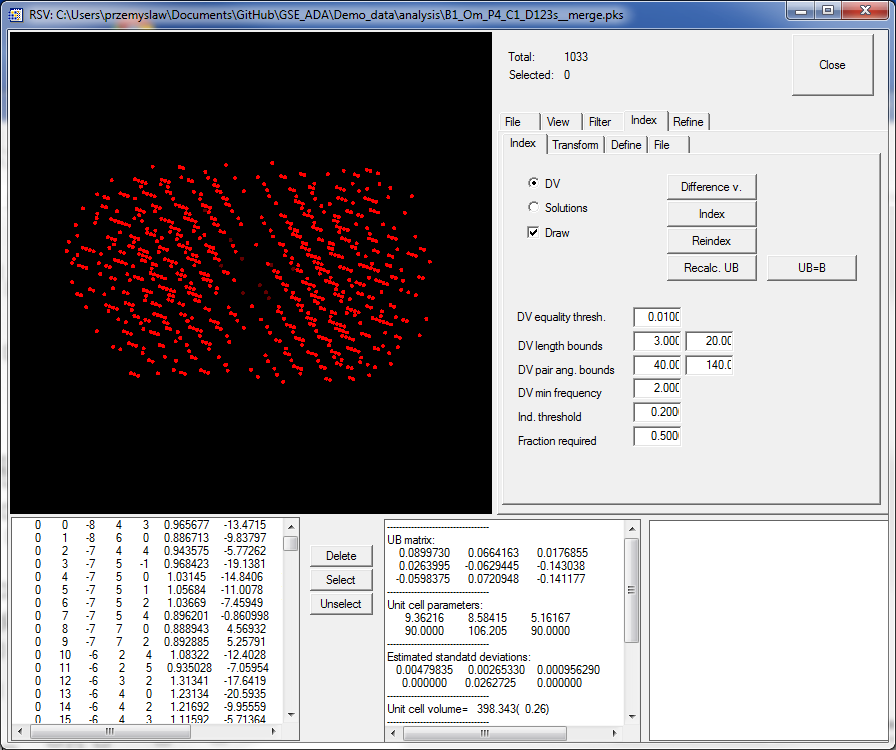 RSV: C:\Users\przemyslaw\Documents\GitHub\GSE_ADA\Demo_data\analysis\B1_Om_P4_C1_D123s__merge.pks
Total: 1033
Selected: 0
Close
File View Filter Index Refine
Index Transform Define File
DV
Solutions
Draw
Difference v.
Index
Reindex
Recalc. UB UB=B
DV equality thresh. 0.0100
DV length bounds 3.000 20.00
DV pair ang. bounds 40.00 140.0
DV min frequency 2.000
Ind. threshold 0.2000
Fraction required 0.5000
0 0 -8 4 3 0.965677 -13.4715
0 1 -8 6 0 0.886713 -9.83797
0 2 -7 4 4 0.943575 -5.77262
0 3 -7 5 -1 0.968423 -19.1381
0 4 -7 5 0 1.03145 -14.8406
0 5 -7 5 1 1.05684 -11.0078
0 6 -7 5 2 1.03669 -7.45949
0 7 -7 5 4 0.896201 -0.860998
0 8 -7 7 0 0.888943 4.56932
0 9 -7 7 2 0.892885 5.25791
0 10 -6 2 4 1.08322 -12.4028
0 11 -6 2 5 0.935028 -7.05954
0 12 -6 3 2 1.31341 -17.6419
0 13 -6 4 0 1.23134 -20.5935
0 14 -6 4 2 1.21692 -9.95559
0 15 -6 4 3 1.11592 -5.71364
Delete
Select
Unselect
UB matrix:
0.0899730 0.0664163 0.0176855
0.0263995 -0.0629445 -0.143038
-0.0598375 0.0720948 -0.141177
Unit cell parameters:
9.36216 8.58415 5.16167
90.0000 106.205 90.0000
Estimated standatd deviations:
0.00479835 0.00265330 0.000956290
0.000000 0.0262725 0.000000
Unit cell volume= 398.343( 0.26)